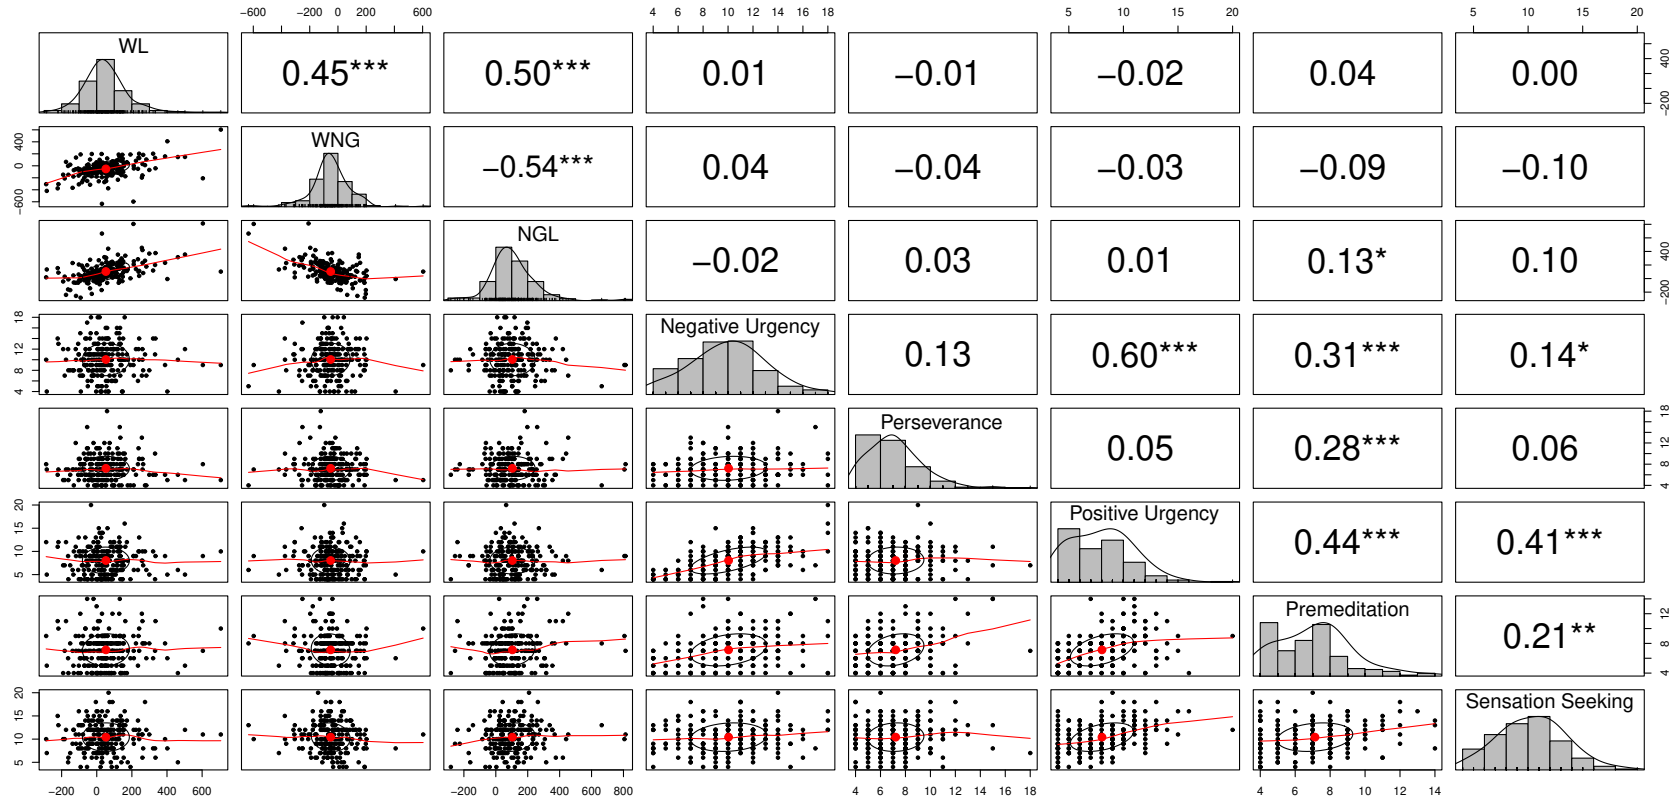 −600 0 200 600 4 6 8 10 12 14 16 18 5 10 15 20 5 10 15 20
WL 0.45*** 0.50*** 0.01 −0.01 −0.02 0.04 0.00 −200 400
−600 0 400 WNG −0.54*** 0.04 −0.04 −0.03 −0.09 −0.10
NGL −0.02 0.03 0.01 0.13* 0.10 −200 400
4 8 12 18 Negative Urgency 0.13 0.60*** 0.31*** 0.14*
Perseverance 0.05 0.28*** 0.06 4 8 12 18
5 10 15 20 Positive Urgency 0.44*** 0.41***
Premeditation 0.21** 4 8 12
5 10 15 20 Sensation Seeking
−200 0 200 400 600 −200 0 200 400 600 800 4 6 8 10 12 14 16 18 4 6 8 10 12 14